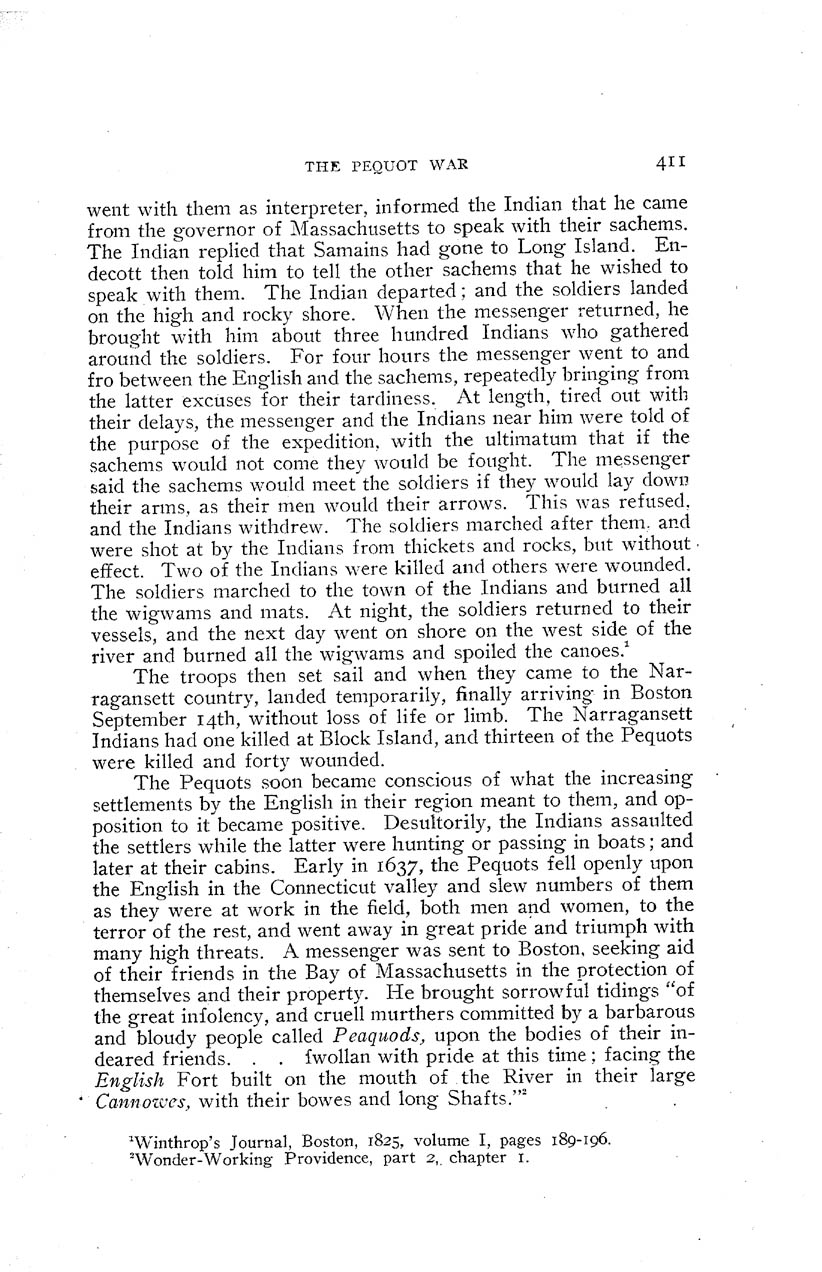 THE PEQUOT WAR 411
went with them as interpreter, informed the Indian that he came
from the governor of Massachusetts to speak with their sachems.
The Indian replied that Samains had gone to Long Island. En-
decott then told him to tell the other sachems that he wished to
speak with them. The Indian departed; and the soldiers landed
on the high and rocky shore. When the messenger returned, he
brought with him about three hundred Indians who gathered
around the soldiers. For four hours the messenger went to and
fro between the English and the sachems, repeatedly bringing from
the latter excuses for their tardiness. At length, tired out with
their delays, the messenger and the Indians near him were told of
the purpose of the expedition, with the ultimatum that if the
sachems would not come they would be fought. The messenger
said the sachems would meet the soldiers if they would lay down
their arms, as their men would their arrows. This was refused,
and the Indians withdrew. The soldiers marched after them, and
were shot at by the Indians from thickets and rocks, but without
effect. Two of the Indians were killed and others were wounded.
The soldiers marched to the town of the Indians and burned all
the wigwams and mats. At night, the soldiers returned to their
vessels, and the next day went on shore on the west side of the
river and burned all the wigwams and spoiled the canoes.¹
The troops then set sail and when they came to the Nar-
ragansett country, landed temporarily, finally arriving in Boston
September 14th, without loss of life or limb. The Narragansett
Indians had one killed at Block Island, and thirteen of the Pequots
were killed and forty wounded.
The Pequots soon became conscious of what the increasing
settlements by the English in their region meant to them, and op-
position to it became positive. Desultorily, the Indians assaulted
the settlers while the latter were hunting or passing in boats; and
later at their cabins. Early in 1637, the Pequots fell openly upon
the English in the Connecticut valley and slew numbers of them
as they were at work in the field, both men and women, to the
terror of the rest, and went away in great pride and triumph with
many high threats. A messenger was sent to Boston, seeking aid
of their friends in the Bay of Massachusetts in the protection of
themselves and their property. He brought sorrowful tidings "of
the great infolency, and cruell murthers committed by a barbarous
and bloudy people called Peaquods, upon the bodies of their in-
deared friends. . . fwollan with pride at this time; facing the
English Fort built on the mouth of the River in their large
Cannowes, with their bowes and long Shafts."²
¹Winthrop's Journal, Boston, 1825, volume I, pages 189-196.
²Wonder-Working Providence, part 2, chapter 1.